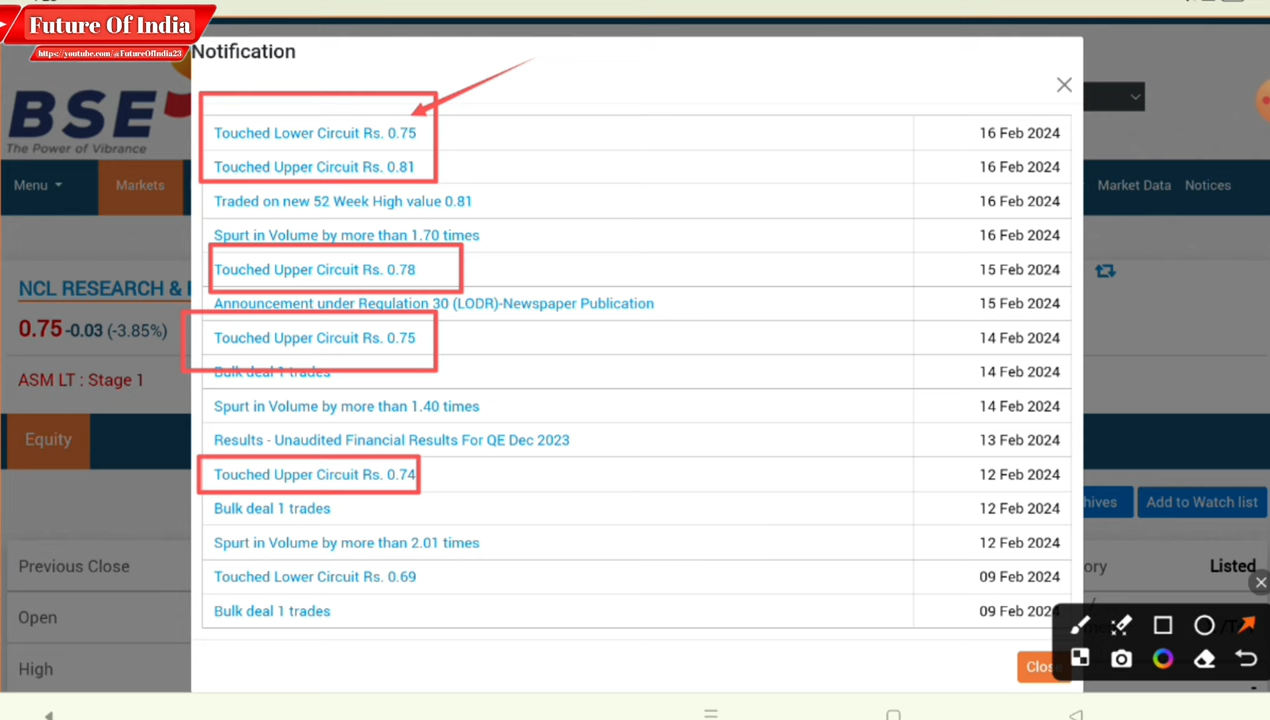 Future Of India
https://youtube.com/@FutureOfIndia23
Notification
BSE
The Power of Vibrance
Menu
Markets
Market Data
Notices
Touched Lower Circuit Rs. 0.75 16 Feb 2024
Touched Upper Circuit Rs. 0.81 16 Feb 2024
Traded on new 52 Week High value 0.81 16 Feb 2024
Spurt in Volume by more than 1.70 times 16 Feb 2024
Touched Upper Circuit Rs. 0.78 15 Feb 2024
Announcement under Regulation 30 (LODR)-Newspaper Publication 15 Feb 2024
Touched Upper Circuit Rs. 0.75 14 Feb 2024
Bulk deal 1 trades 14 Feb 2024
Spurt in Volume by more than 1.40 times 14 Feb 2024
Results - Unaudited Financial Results For QE Dec 2023 13 Feb 2024
Touched Upper Circuit Rs. 0.74 12 Feb 2024
Bulk deal 1 trades 12 Feb 2024
Spurt in Volume by more than 2.01 times 12 Feb 2024
Touched Lower Circuit Rs. 0.69 09 Feb 2024
Bulk deal 1 trades 09 Feb 2024
Clos
NCL RESEARCH &
0.75 -0.03 (-3.85%)
ASM LT : Stage 1
Equity
hives
Add to Watch list
Previous Close
Open
High
ory
Listed